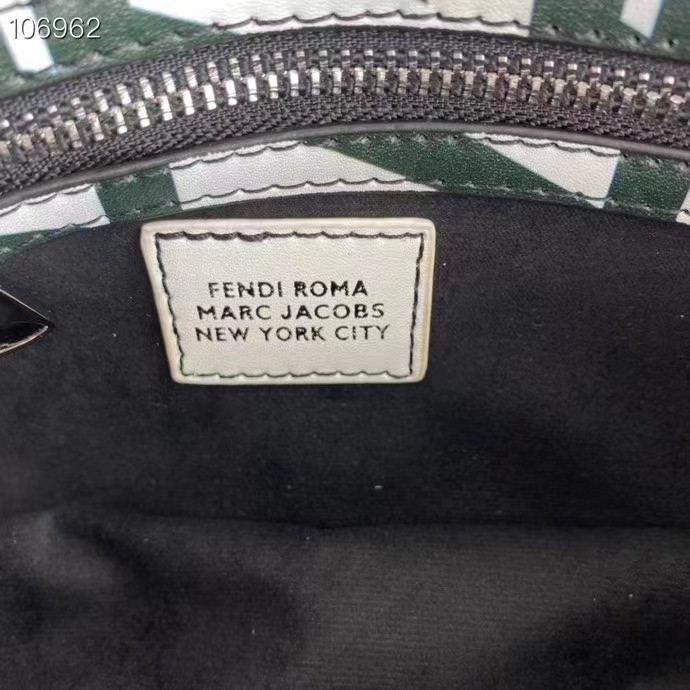 106962
FENDI ROMA
MARC JACOBS
NEW YORK CITY